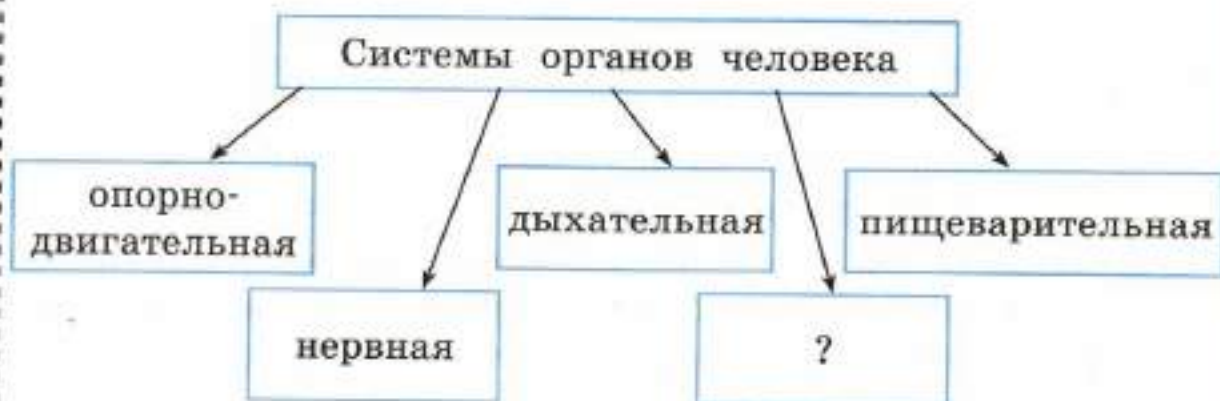 Системы органов человека
опорно-
двигательная
дыхательная
пищеварительная
нервная
?